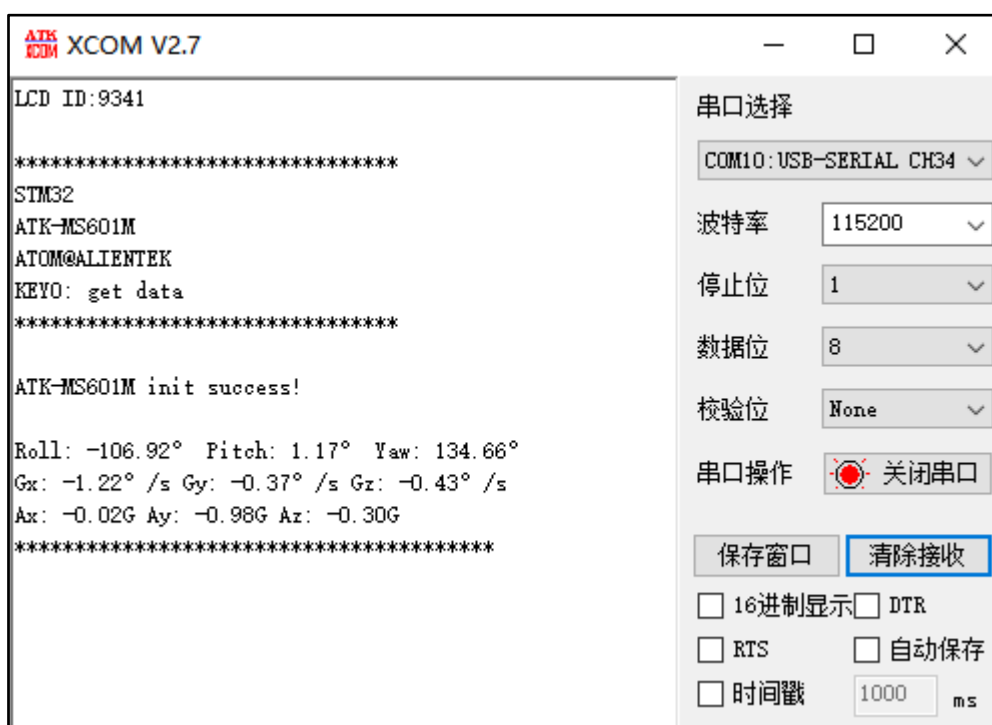 ATK XCOM XCOM V2.7
LCD ID:9341
********************************
STM32
ATK-MS601M
ATOM@ALIENTEK
KEY0: get data
********************************
ATK-MS601M init success!
Roll: -106.92° Pitch: 1.17° Yaw: 134.66°
Gx: -1.22° /s Gy: -0.37° /s Gz: -0.43° /s
Ax: -0.02G Ay: -0.98G Az: -0.30G
****************************************
串口选择
COM10:USB-SERIAL CH34
波特率 115200
停止位 1
数据位 8
校验位 None
串口操作 关闭串口
保存窗口 清除接收
16进制显示 DTR
RTS 自动保存
时间戳 1000 ms